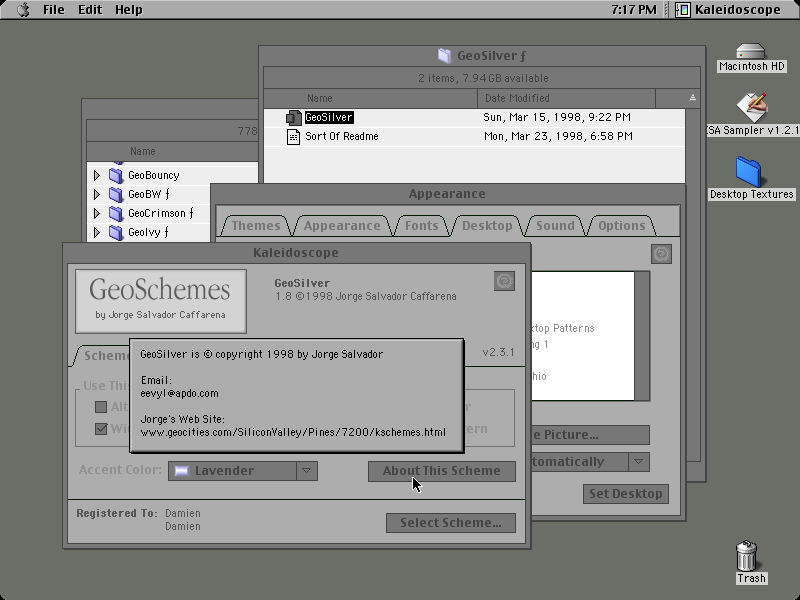 File Edit Help
7:17 PM Kaleidoscope
GeoSilver ƒ
2 items, 7.94 GB available
Name Date Modified
GeoSilver Sun, Mar 15, 1998, 9:22 PM
Sort Of Readme Mon, Mar 23, 1998, 6:58 PM
Macintosh HD
SA Sampler v1.2.1
Desktop Textures
778
Name
GeoBouncy
GeoBW ƒ
GeoCrimson ƒ
GeoIvy ƒ
Appearance
Themes Appearance Fonts Desktop Sound Options
ktop Patterns
ng 1
hio
e Picture...
tomatically
Set Desktop
Kaleidoscope
GeoSchemes
by Jorge Salvador Caffarena
GeoSilver
1.8 ©1998 Jorge Salvador Caffarena
Scheme
v2.3.1
GeoSilver is © copyright 1998 by Jorge Salvador
Email:
eevyl@apdo.com
Jorge's Web Site:
www.geocities.com/SiliconValley/Pines/7200/kschemes.html
Use This
Alt
Win
r
ern
Accent Color: Lavender
About This Scheme
Registered To: Damien
Damien
Select Scheme...
Trash